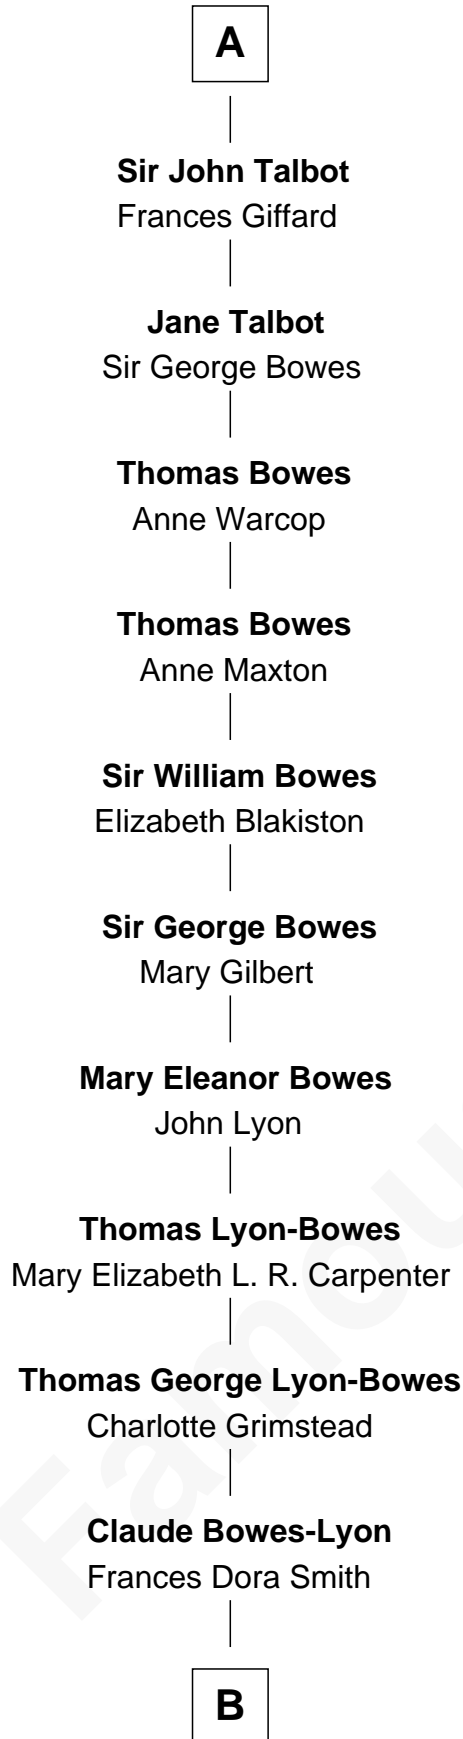 A
Sir John Talbot
Frances Giffard
Jane Talbot
Sir George Bowes
Thomas Bowes
Anne Warcop
Thomas Bowes
Anne Maxton
Sir William Bowes
Elizabeth Blakiston
Sir George Bowes
Mary Gilbert
Mary Eleanor Bowes
John Lyon
Thomas Lyon-Bowes
Mary Elizabeth L. R. Carpenter
Thomas George Lyon-Bowes
Charlotte Grimstead
Claude Bowes-Lyon
Frances Dora Smith
B
Famou